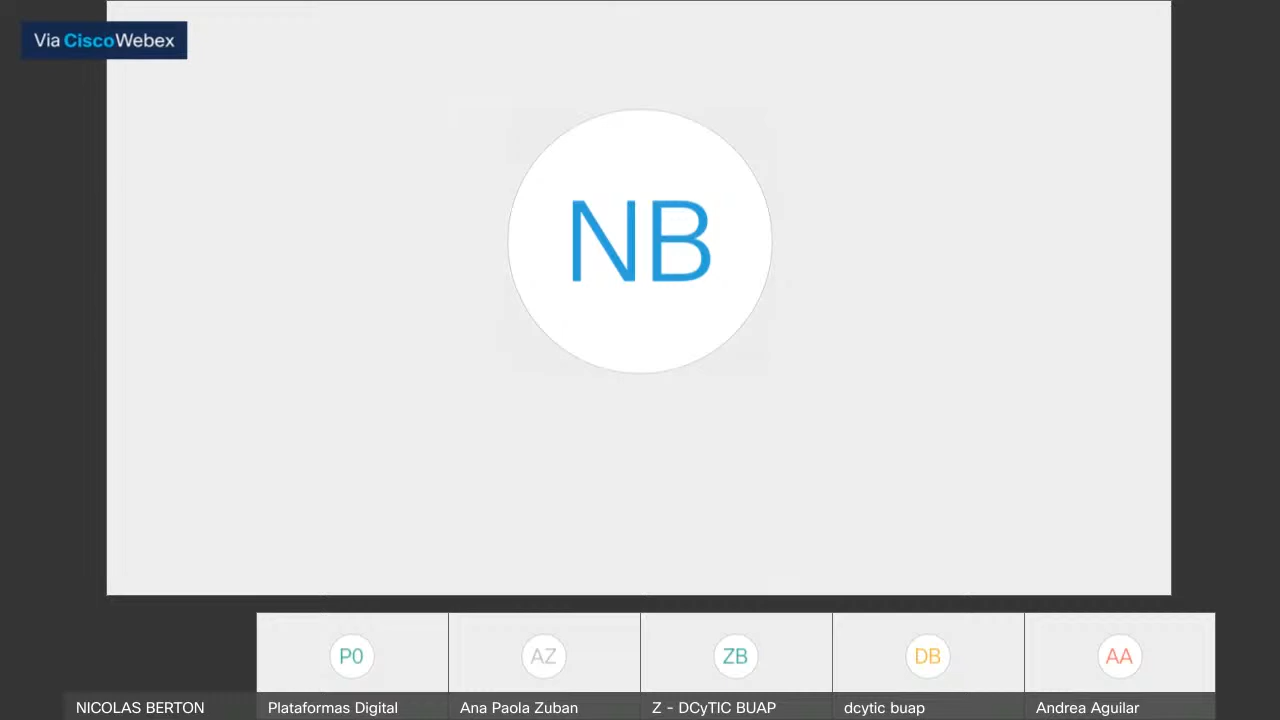 Via CiscoWebex
NB
P0
AZ
ZB
DB
AA
NICOLAS BERTON
Plataformas Digital
Ana Paola Zuban
Z - DCyTIC BUAP
dcytic buap
Andrea Aguilar